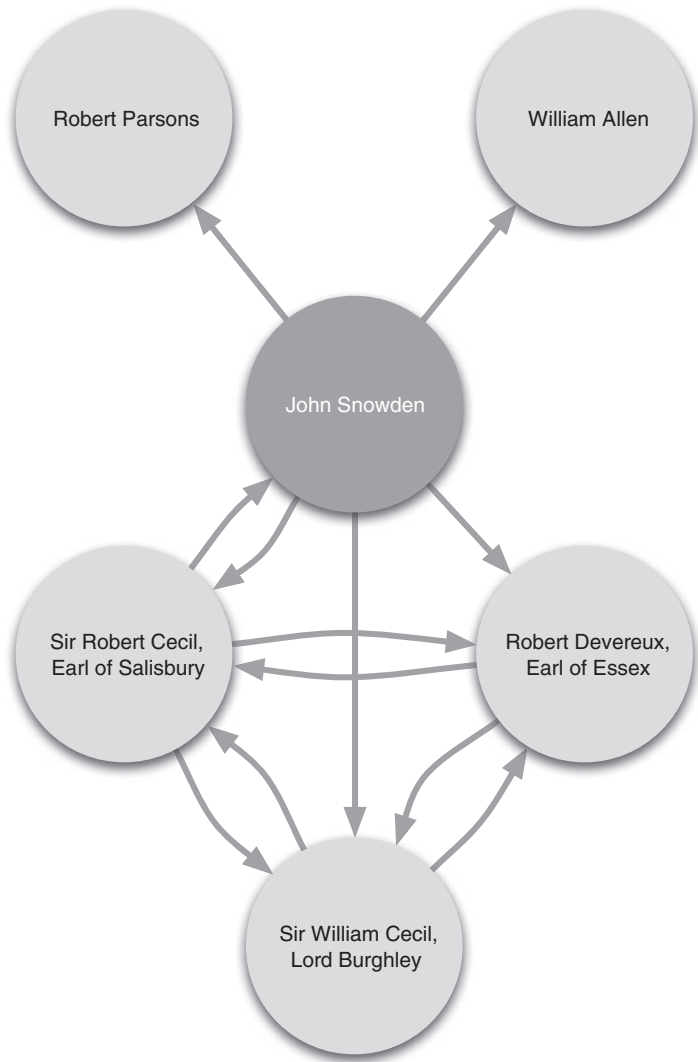 Robert Parsons
William Allen
John Snowden
Sir Robert Cecil,
Earl of Salisbury
Robert Devereux,
Earl of Essex
Sir William Cecil,
Lord Burghley